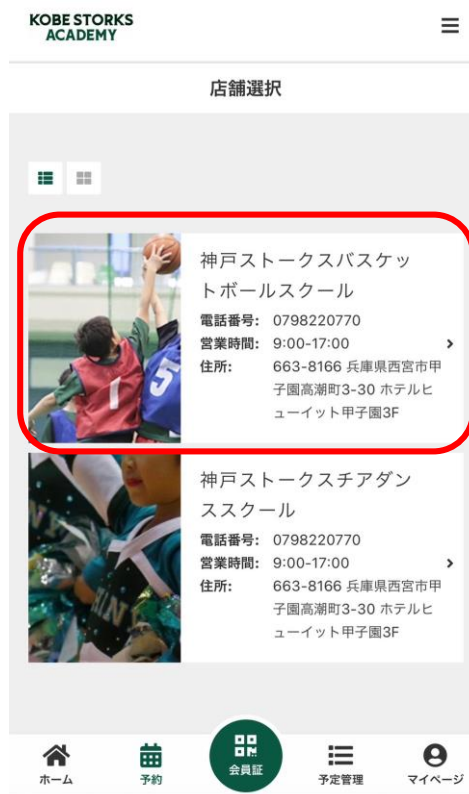 KOBE STORKS
ACADEMY
店舗選択
神戸ストークスバスケッ
トボールスクール
電話番号: 0798220770
営業時間: 9:00-17:00
住所: 663-8166 兵庫県西宮市甲
子園高潮町3-30 ホテルヒ
ューイット甲子園3F
神戸ストークスチアダン
ススクール
電話番号: 0798220770
営業時間: 9:00-17:00
住所: 663-8166 兵庫県西宮市甲
子園高潮町3-30 ホテルヒ
ューイット甲子園3F
ホーム
予約
会員証
予定管理
マイページ